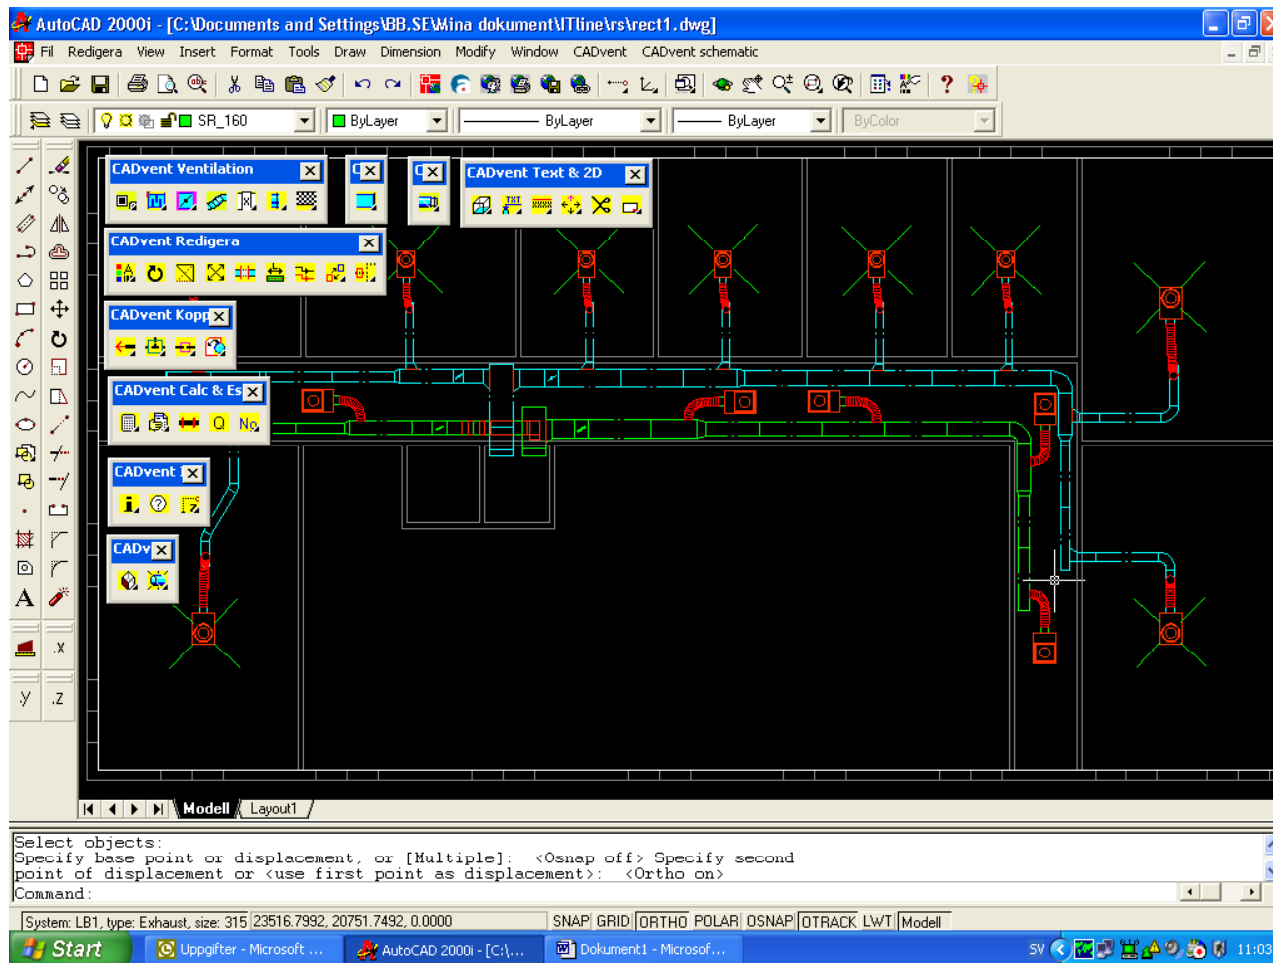 AutoCAD 2000i - [C:\Documents and Settings\BB.SE\Mina dokument\ITline\rs\rect1.dwg]
Fil Redigera View Insert Format Tools Draw Dimension Modify Window CADvent CADvent schematic
SR_160 ByLayer ByLayer ByLayer ByColor
CADvent Ventilation
CADvent Text & 2D
TXT
CADvent Redigera
CADvent Kopp
CADvent Calc & Es
Q No
CADvent
CADv
A
.X
.Y .Z
Modell Layout1
Select objects:
Specify base point or displacement, or [Multiple]: <Osnap off> Specify second
point of displacement or <use first point as displacement>: <Ortho on>
Command:
System: LB1, type: Exhaust, size: 315 23516.7992, 20751.7492, 0.0000 SNAP GRID ORTHO POLAR OSNAP OTRACK LWT Modell
Start Uppgifter - Microsoft ... AutoCAD 2000i - [C:\... Dokument1 - Microsof... SV 11:03